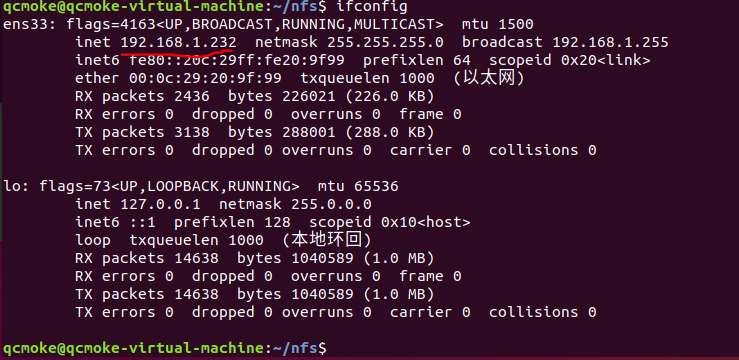 qcmoke@qcmoke-virtual-machine:~/nfs$ ifconfig
ens33: flags=4163<UP,BROADCAST,RUNNING,MULTICAST>  mtu 1500
        inet 192.168.1.232  netmask 255.255.255.0  broadcast 192.168.1.255
        inet6 fe80::20c:29ff:fe20:9f99  prefixlen 64  scopeid 0x20<link>
        ether 00:0c:29:20:9f:99  txqueuelen 1000  (以太网)
        RX packets 2436  bytes 226021 (226.0 KB)
        RX errors 0  dropped 0  overruns 0  frame 0
        TX packets 3138  bytes 288001 (288.0 KB)
        TX errors 0  dropped 0 overruns 0  carrier 0  collisions 0
lo: flags=73<UP,LOOPBACK,RUNNING>  mtu 65536
        inet 127.0.0.1  netmask 255.0.0.0
        inet6 ::1  prefixlen 128  scopeid 0x10<host>
        loop  txqueuelen 1000  (本地环回)
        RX packets 14638  bytes 1040589 (1.0 MB)
        RX errors 0  dropped 0  overruns 0  frame 0
        TX packets 14638  bytes 1040589 (1.0 MB)
        TX errors 0  dropped 0 overruns 0  carrier 0  collisions 0
qcmoke@qcmoke-virtual-machine:~/nfs$